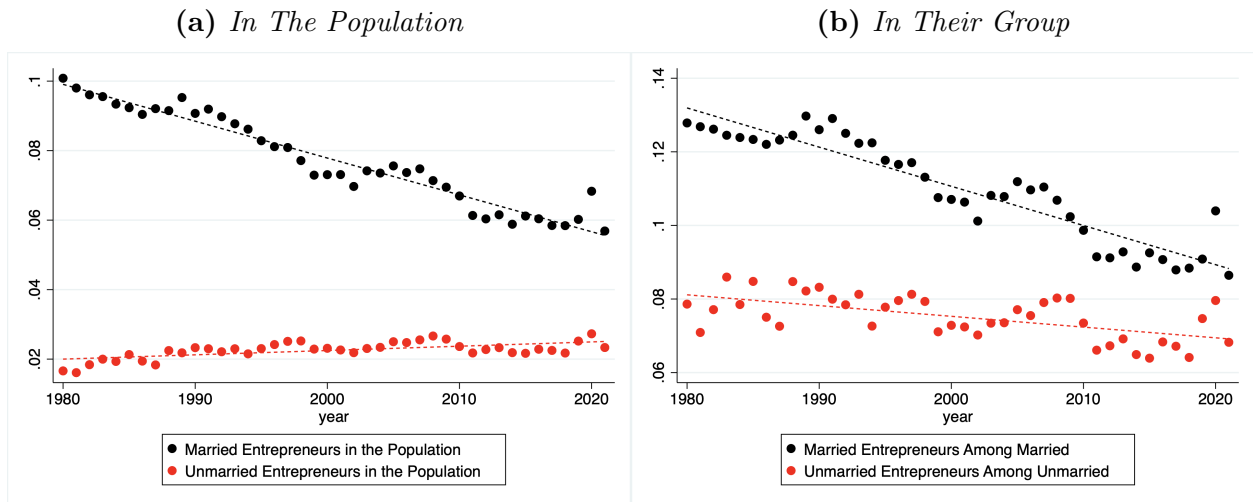 (a) In The Population
.1
.08
.06
.04
.02
1980 1990 2000 2010 2020
year
Married Entrepreneurs in the Population
Unmarried Entrepreneurs in the Population
(b) In Their Group
.14
.12
.1
.08
.06
1980 1990 2000 2010 2020
year
Married Entrepreneurs Among Married
Unmarried Entrepreneurs Among Unmarried